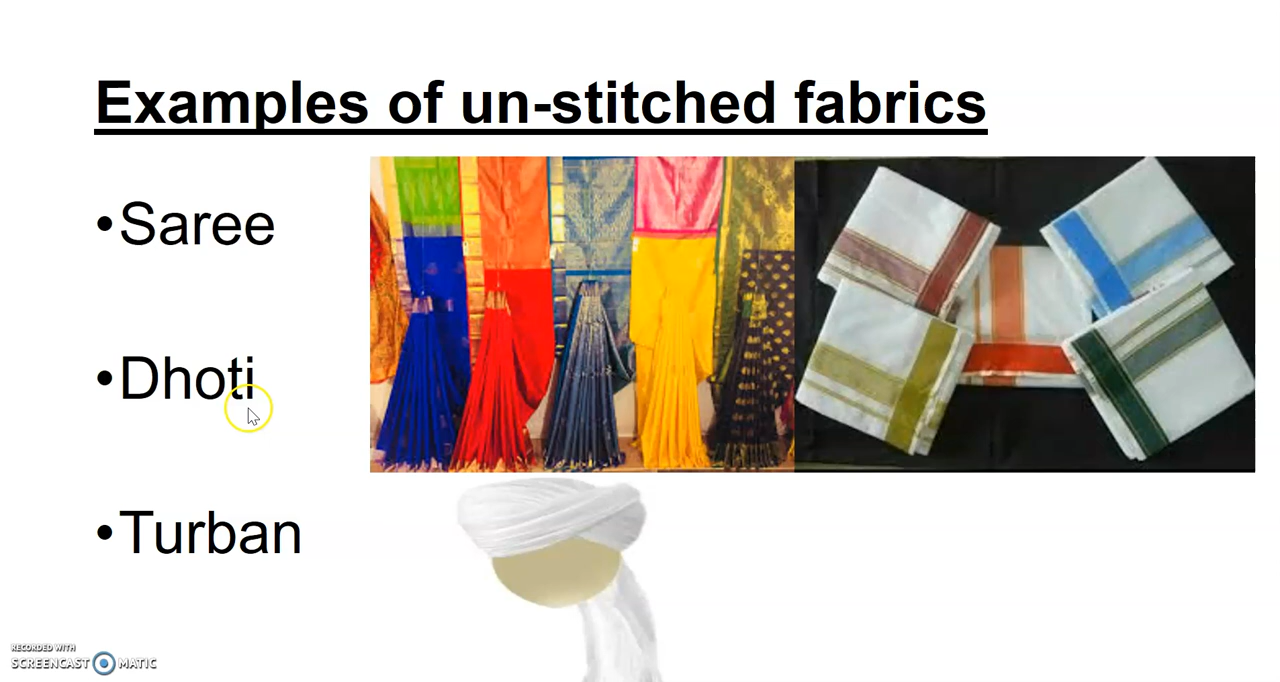 Examples of un-stitched fabrics
•Saree
•Dhoti
•Turban
RECORDED WITH
SCREENCAST MATIC